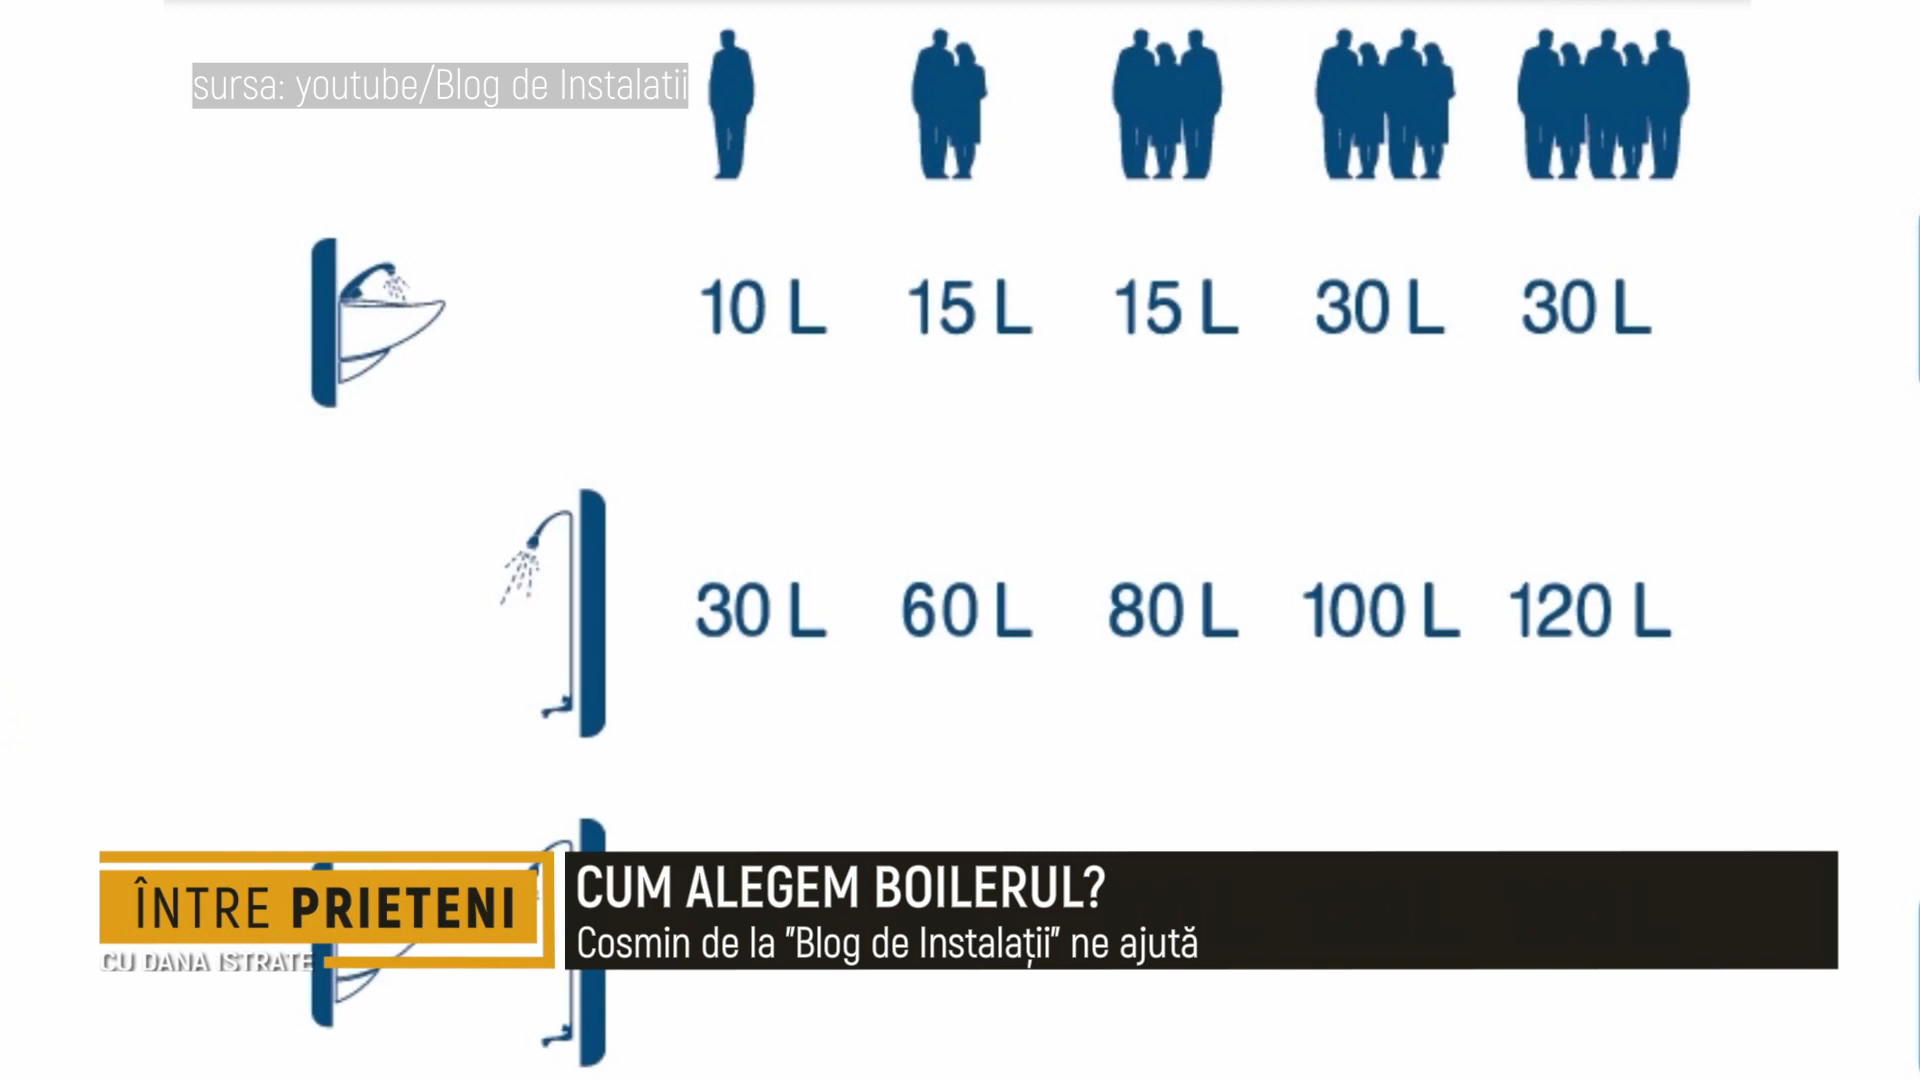 sursa: youtube/Blog de Instalatii
10 L 15 L 15 L 30 L 30 L
30 L 60 L 80 L 100 L 120 L
ÎNTRE PRIETENI
CU DANA ISTRATE
CUM ALEGEM BOILERUL?
Cosmin de la "Blog de Instalații" ne ajută